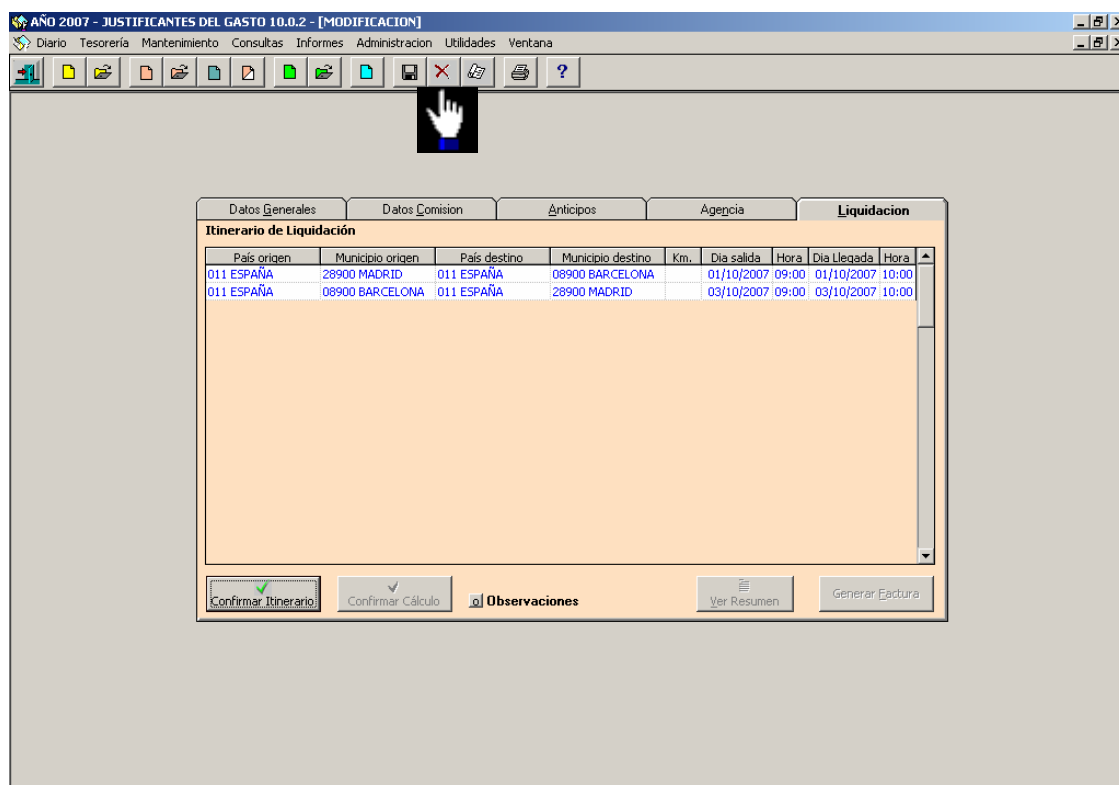 AÑO 2007 - JUSTIFICANTES DEL GASTO 10.0.2 - [MODIFICACION]
Diario Tesorería Mantenimiento Consultas Informes Administracion Utilidades Ventana
?
Datos Generales Datos Comision Anticipos Agencia Liquidacion
Itinerario de Liquidación
País origen Municipio origen País destino Municipio destino Km. Dia salida Hora Dia Llegada Hora
011 ESPAÑA 28900 MADRID 011 ESPAÑA 08900 BARCELONA 01/10/2007 09:00 01/10/2007 10:00
011 ESPAÑA 08900 BARCELONA 011 ESPAÑA 28900 MADRID 03/10/2007 09:00 03/10/2007 10:00
Confirmar Itinerario Confirmar Cálculo o Observaciones Ver Resumen Generar Factura